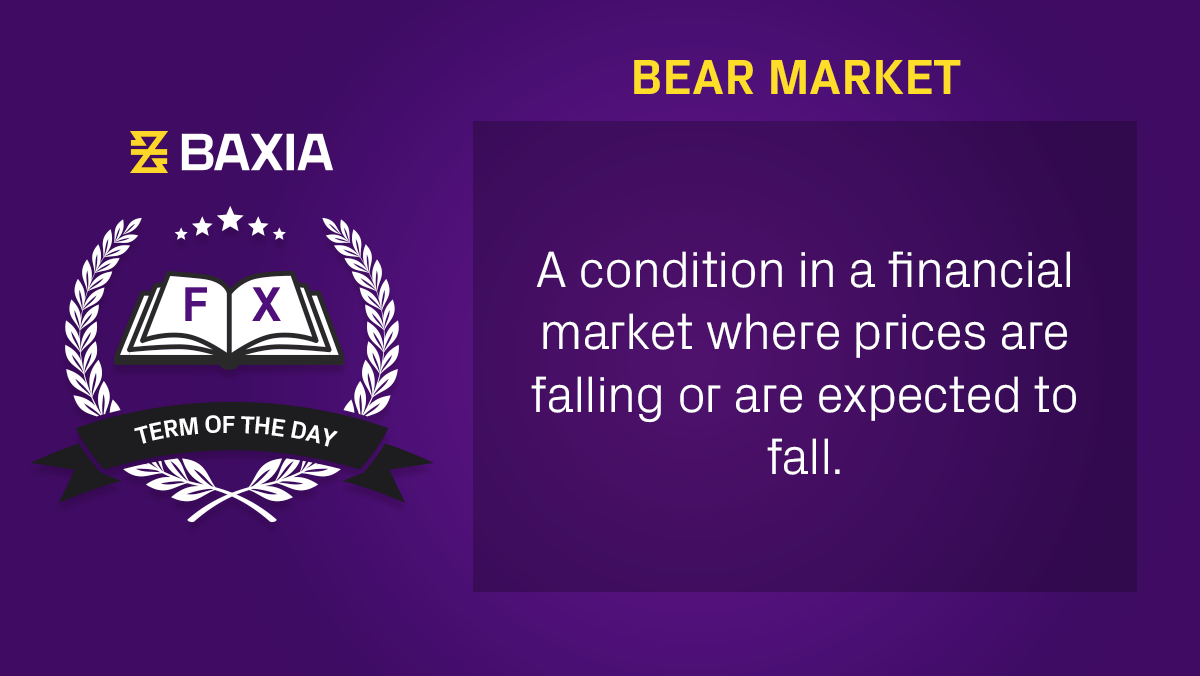 BAXIA
F X
TERM OF THE DAY
BEAR MARKET
A condition in a financial
market where prices are
falling or are expected to
fall.